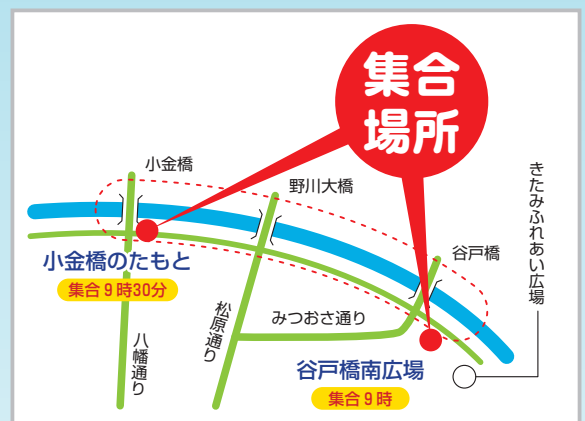 集合
場所
小金橋
野川大橋
谷戸橋
きたみふれあい広場
小金橋のたもと
集合9時30分
八幡通り
松原通り
みつおさ通り
谷戸橋南広場
集合9時